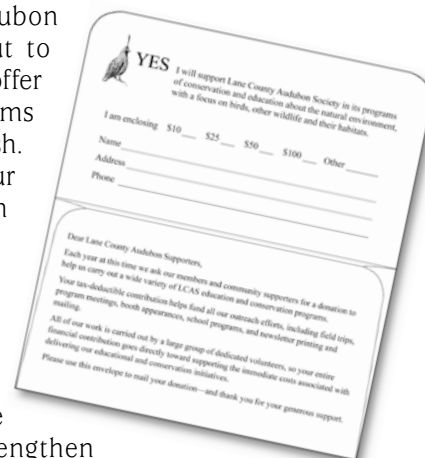 ubon
ut to
offer
ms
sh.
ur
n
YES I will support Lane County Audubon Society in its programs
of conservation and education about the natural environment,
with a focus on birds, other wildlife and their habitats.
I am enclosing $10__ $25__ $50__ $100__ Other______
Name
Address
Phone
Dear Lane County Audubon Supporters,
Each year at this time we ask our members and community supporters for a donation to
help us carry out a wide variety of LCAS education and conservation programs.
Your tax-deductible contribution helps fund all our outreach efforts, including field trips,
program meetings, booth appearances, school programs, and newsletter printing and
mailing.
All of our work is carried out by a large group of dedicated volunteers, so your entire
financial contribution goes directly toward supporting the immediate costs associated with
delivering our educational and conservation initiatives.
Please use this envelope to mail your donation—and thank you for your generous support.
e
engthen